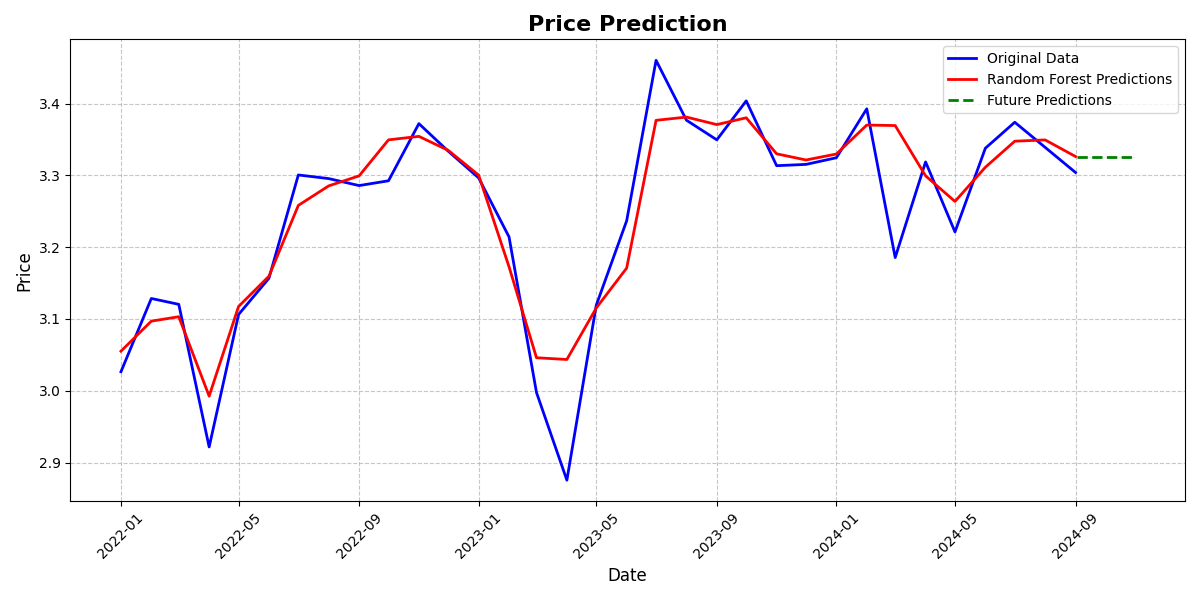 Price Prediction
Original Data
Random Forest Predictions
Future Predictions
Price
3.4
3.3
3.2
3.1
3.0
2.9
2022-01
2022-05
2022-09
2023-01
2023-05
2023-09
2024-01
2024-05
2024-09
Date